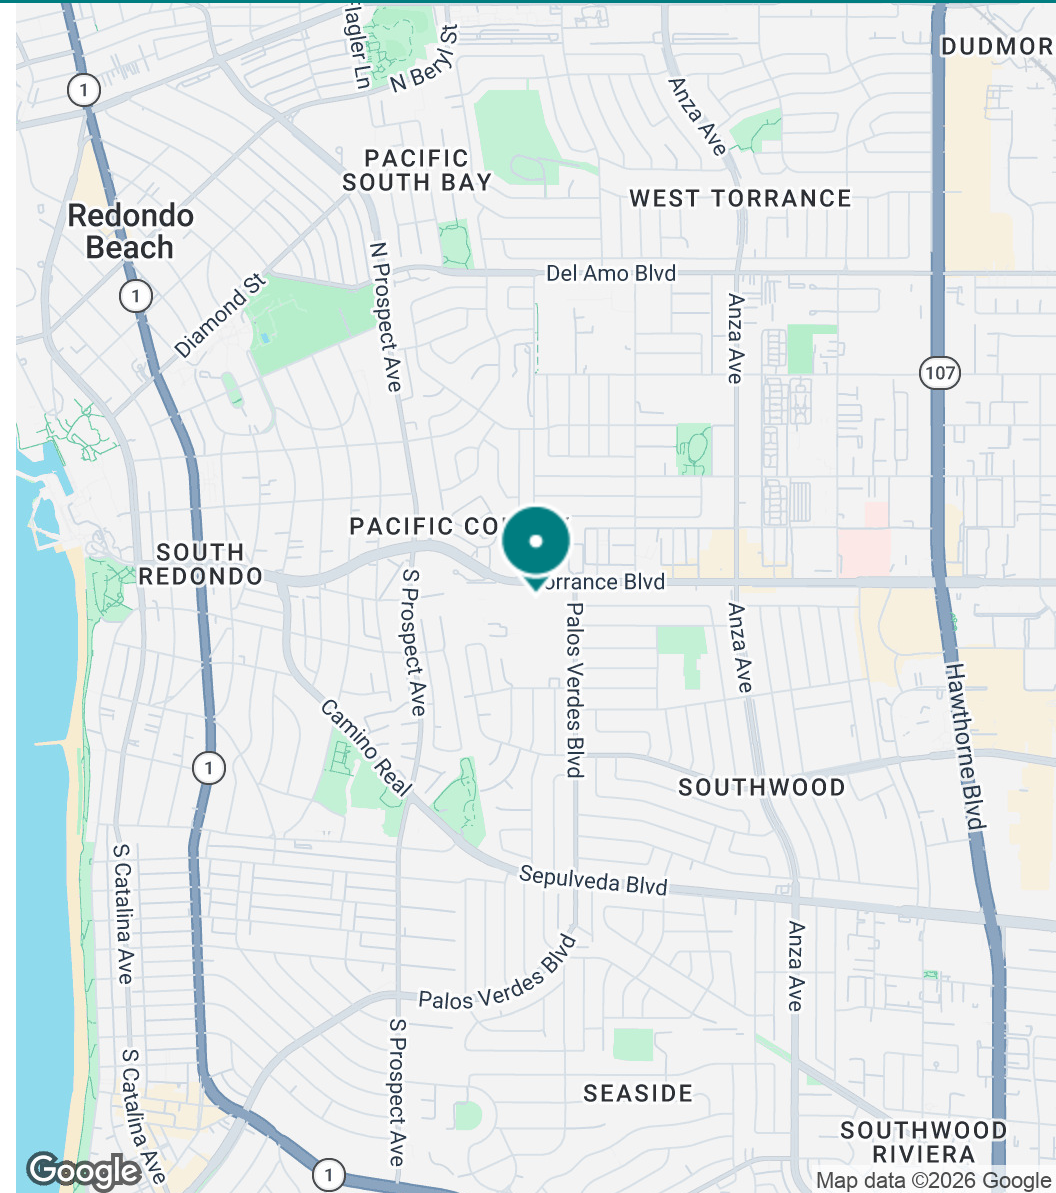 Flagler Ln
N Beryl St
Anza Ave
DUDMOR
1
PACIFIC
SOUTH BAY
WEST TORRANCE
Redondo
Beach
Del Amo Blvd
N Prospect Ave
Diamond St
1
Anza Ave
107
PACIFIC CO
SOUTH
REDONDO
orrance Blvd
S Prospect Ave
Palos Verdes Blvd
Anza Ave
Hawthorne Blvd
Camino Real
1
SOUTHWOOD
S Catalina Ave
Sepulveda Blvd
Anza Ave
Palos Verdes Blvd
S Prospect Ave
S Catalina Ave
SEASIDE
SOUTHWOOD
RIVIERA
1
Google
Map data ©2026 Google